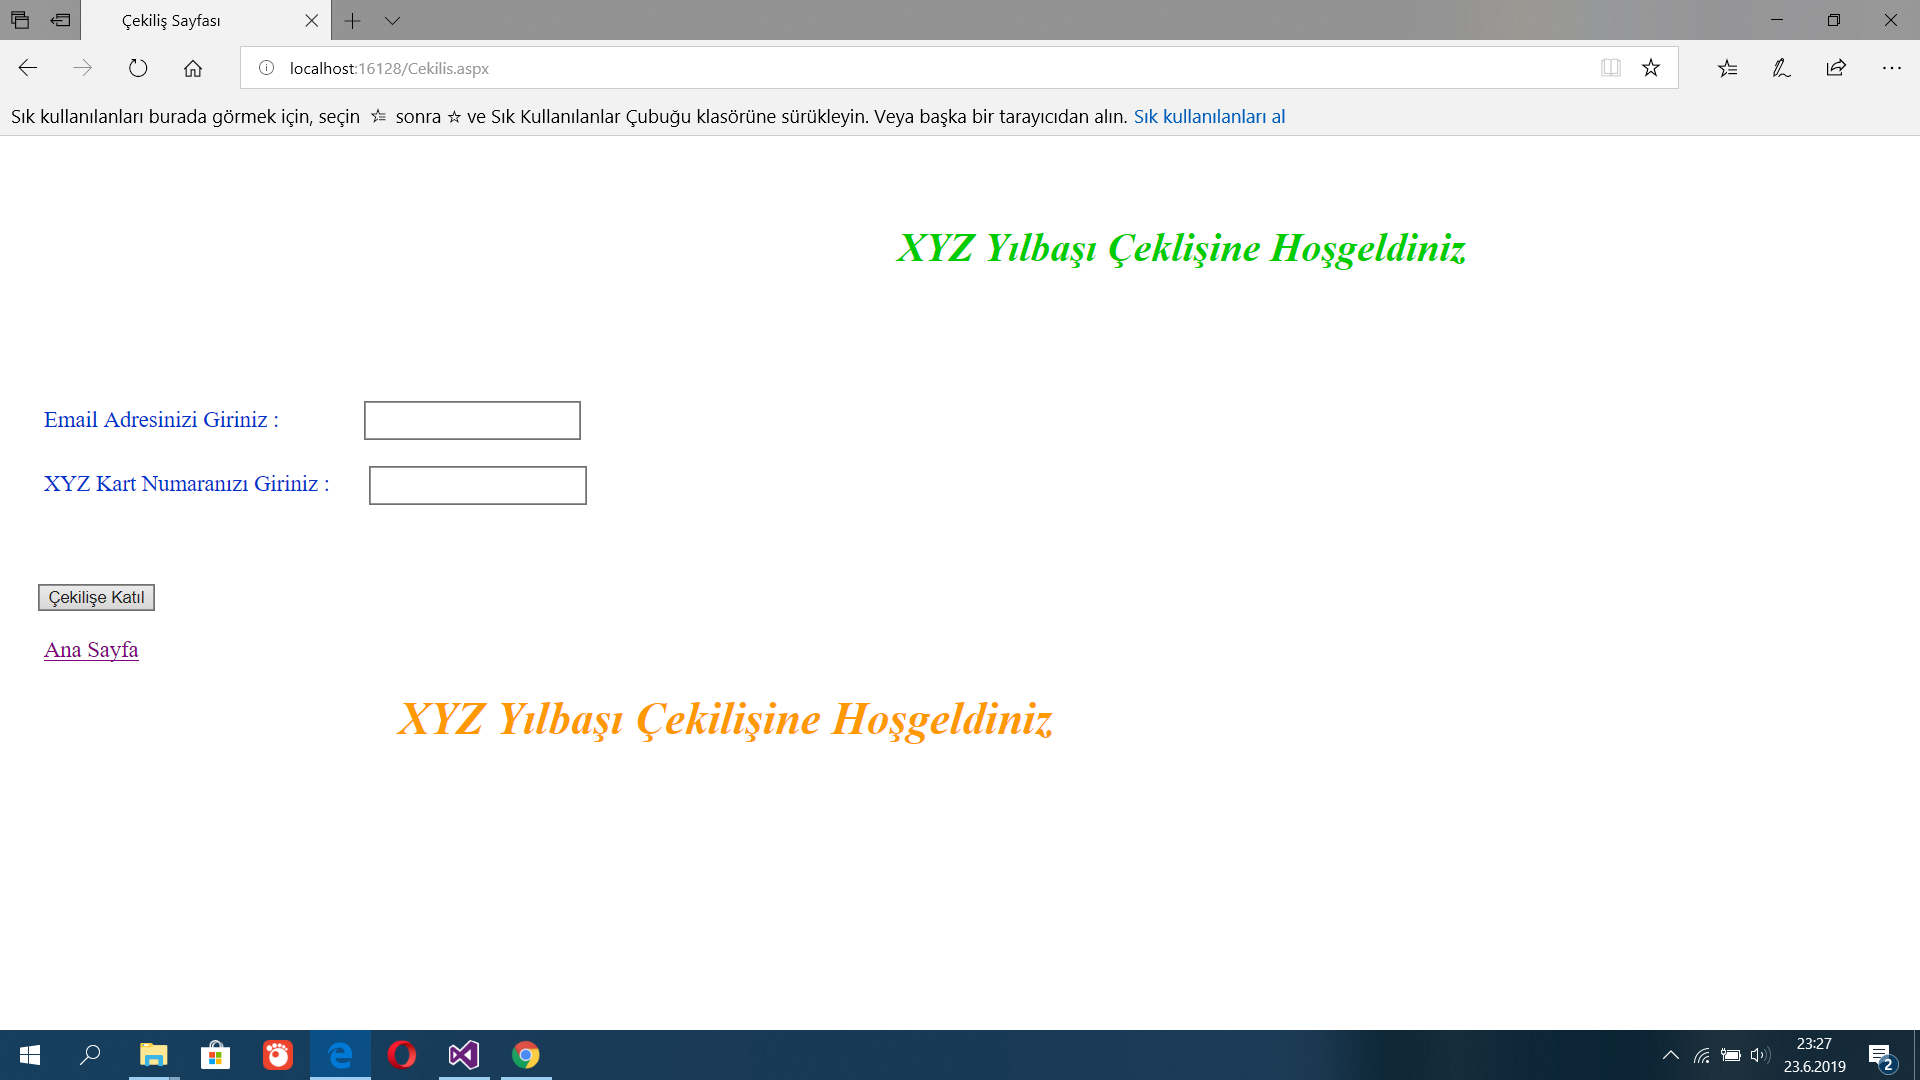 Çekiliş Sayfası
localhost:16128/Cekilis.aspx
Sık kullanılanları burada görmek için, seçin sonra ve Sık Kullanılanlar Çubuğu klasörüne sürükleyin. Veya başka bir tarayıcıdan alın. Sık kullanılanları al
XYZ Yılbaşı Çeklişine Hoşgeldiniz
Email Adresinizi Giriniz :
XYZ Kart Numaranızı Giriniz :
Çekilişe Katıl
Ana Sayfa
XYZ Yılbaşı Çekilişine Hoşgeldiniz
23:27
23.6.2019
2